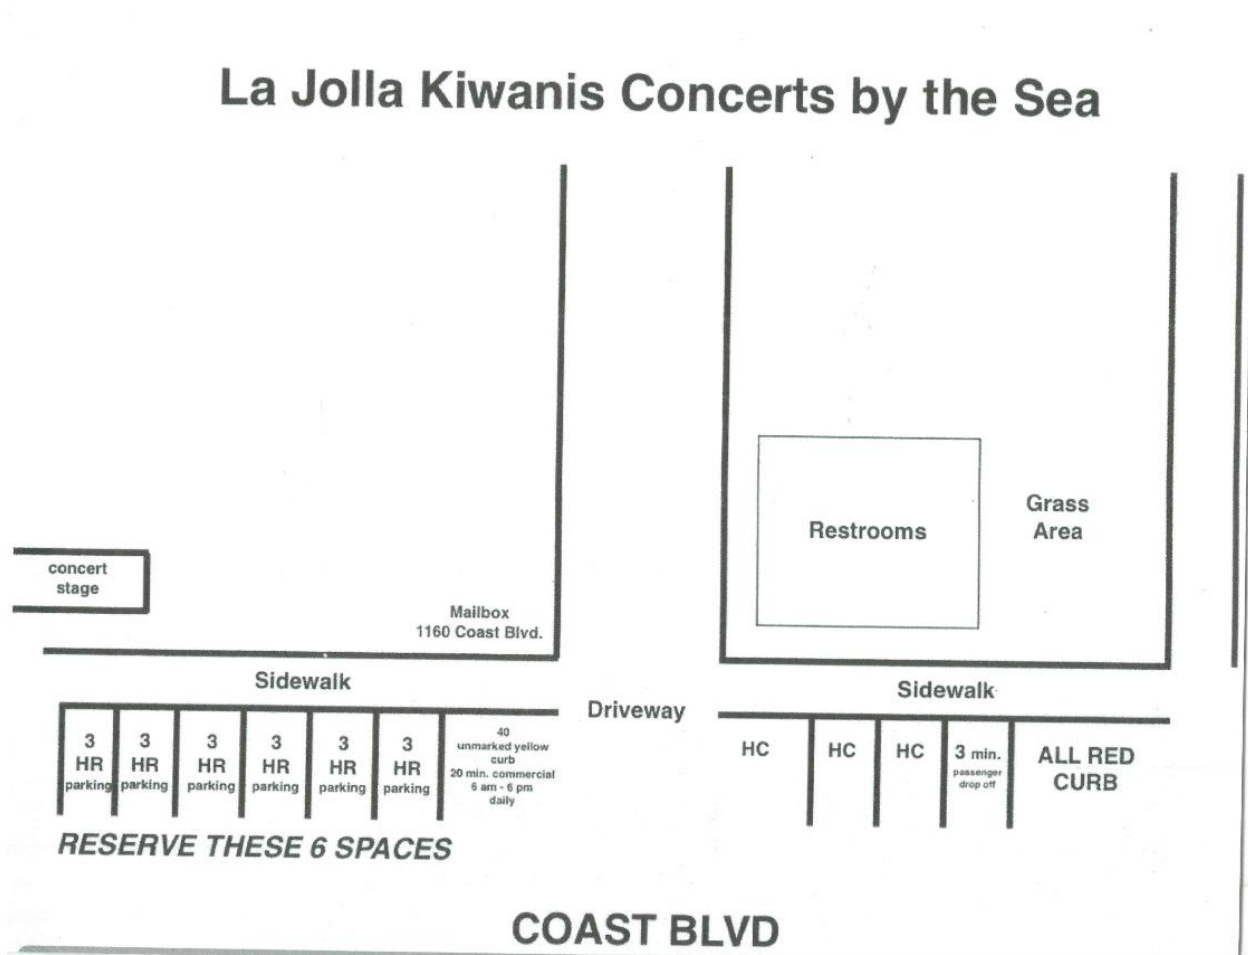 La Jolla Kiwanis Concerts by the Sea
Restrooms
Grass
Area
concert
stage
Mailbox
1160 Coast Blvd.
Sidewalk
Sidewalk
Driveway
3
HR
parking
3
HR
parking
3
HR
parking
3
HR
parking
3
HR
parking
3
HR
parking
40
unmarked yellow
curb
20 min. commercial
6 am - 6 pm
daily
HC
HC
HC
3 min.
passenger
drop off
ALL RED
CURB
RESERVE THESE 6 SPACES
COAST BLVD